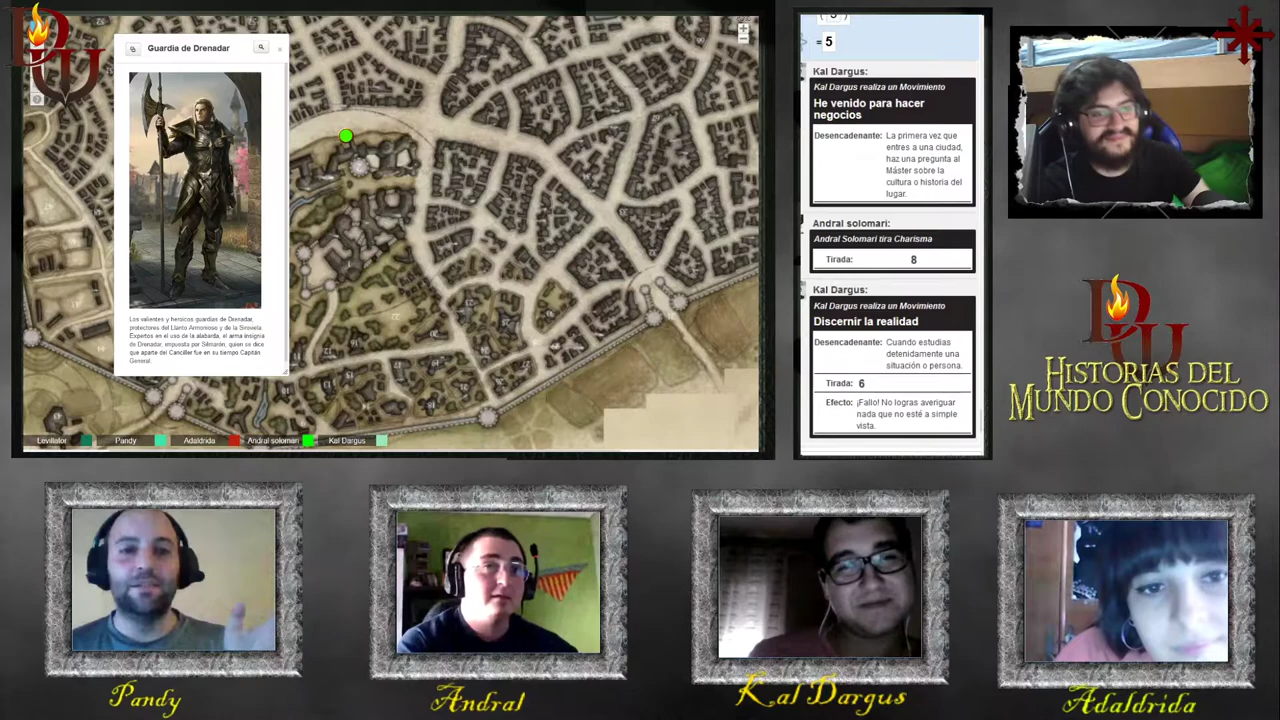 DU
Guardia de Drenadar
Los valientes y heroicos guardias de Drenadar,
protectores del Llanto Armonioso y de la Siroviela.
Expertos en el uso de la alabarda, el arma insignia
de Drenadar, impuesta por Silmarón, quien se dice
que aparte del Canciller fue en su tiempo Capitán
General.
Levillator
Pandy
Adaldrida
Andral solomari
Kal Dargus
(5)
= 5
Kal Dargus:
Kal Dargus realiza un Movimiento
He venido para hacer
negocios
Desencadenante: La primera vez que
entres a una ciudad,
haz una pregunta al
Máster sobre la
cultura o historia del
lugar.
Andral solomari:
Andral Solomari tira Charisma
Tirada: 8
Kal Dargus:
Kal Dargus realiza un Movimiento
Discernir la realidad
Desencadenante: Cuando estudias
detenidamente una
situación o persona.
Tirada: 6
Efecto: ¡Fallo! No logras averiguar
nada que no esté a simple
vista.
DU
Historias del
Mundo Conocido
Pandy
Andral
Kal Dargus
Adaldrida